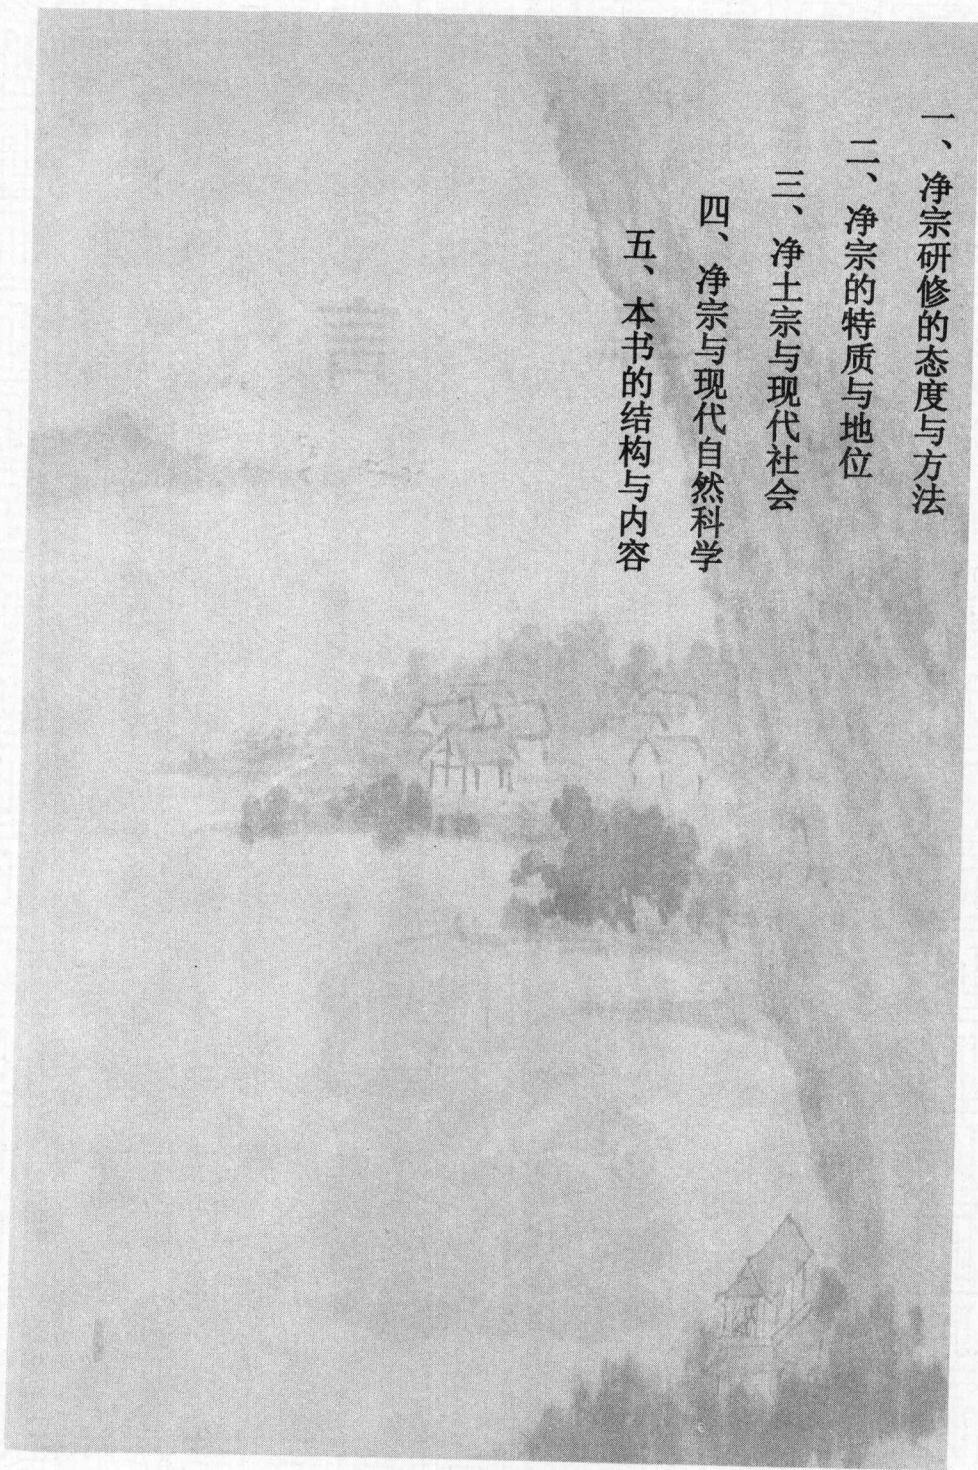 一、净宗研修的态度与方法
二、净宗的特质与地位
三、净土宗与现代社会
四、净宗与现代自然科学
五、本书的结构与内容